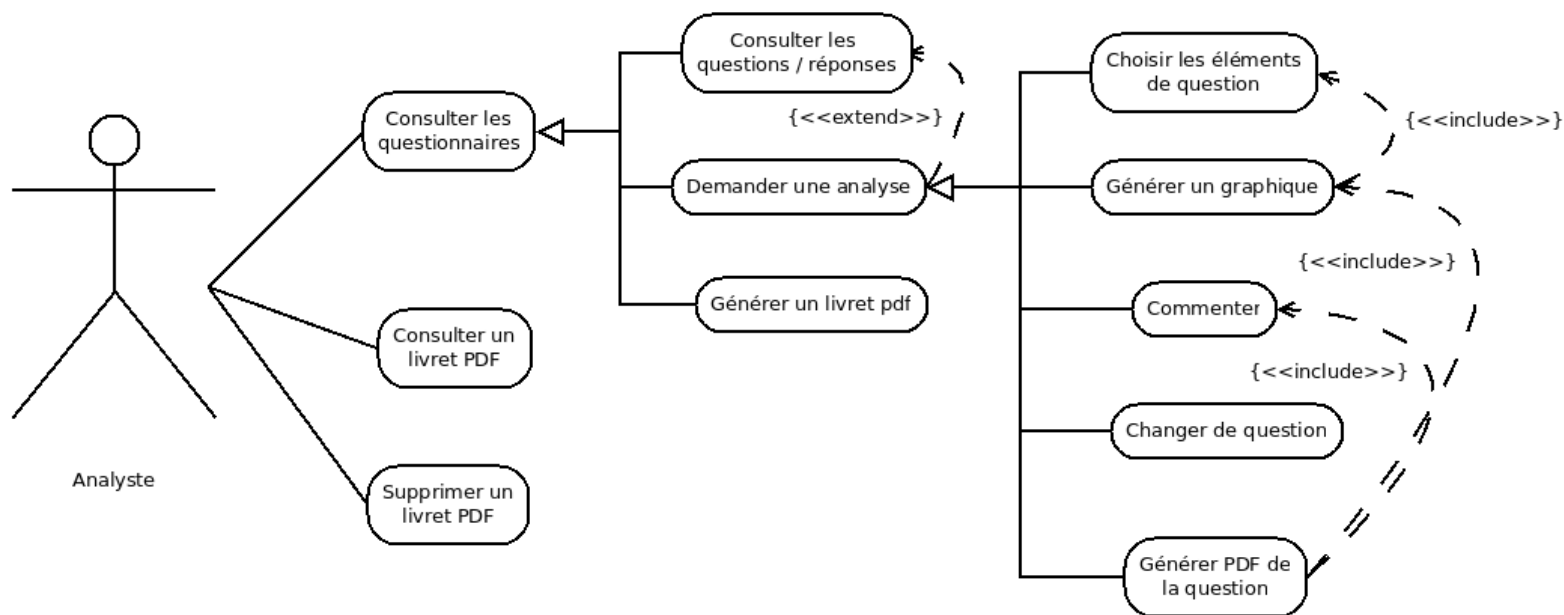 Analyste
Consulter les
questionnaires
Consulter un
livret PDF
Supprimer un
livret PDF
Consulter les
questions / réponses
{<<extend>>}
Demander une analyse
Générer un livret pdf
Choisir les éléments
de question
{<<include>>}
Générer un graphique
{<<include>>}
Commenter
{<<include>>}
Changer de question
Générer PDF de
la question